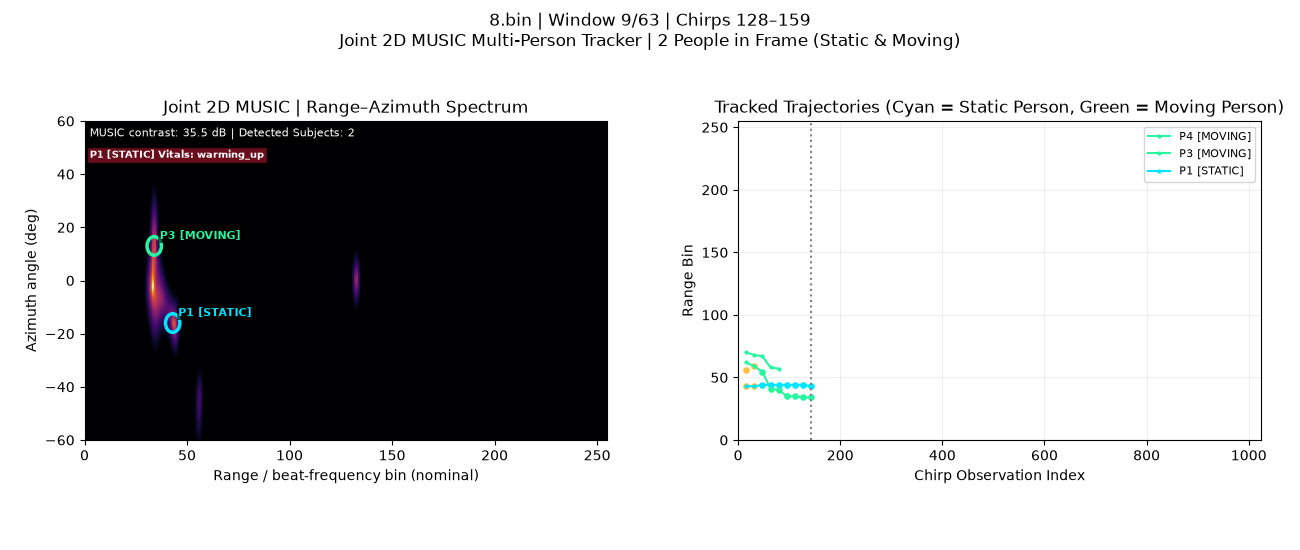 8.bin | Window 9/63 | Chirps 128–159
Joint 2D MUSIC Multi-Person Tracker | 2 People in Frame (Static & Moving)
Joint 2D MUSIC | Range–Azimuth Spectrum
MUSIC contrast: 35.5 dB | Detected Subjects: 2
P1 [STATIC] Vitals: warming_up
P3 [MOVING]
P1 [STATIC]
60
40
20
0
−20
−40
−60
0
50
100
150
200
250
Azimuth angle (deg)
Range / beat-frequency bin (nominal)
Tracked Trajectories (Cyan = Static Person, Green = Moving Person)
P4 [MOVING]
P3 [MOVING]
P1 [STATIC]
250
200
150
100
50
0
0
200
400
600
800
1000
Range Bin
Chirp Observation Index